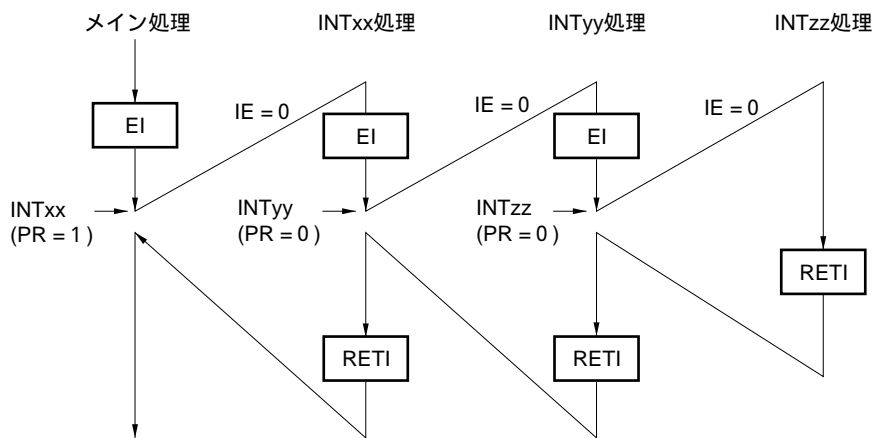 メイン処理
INTxx処理
INTyy処理
INTzz処理
IE = 0
IE = 0
IE = 0
EI
EI
EI
INTxx
(PR = 1 )
INTyy
(PR = 0 )
INTzz
(PR = 0 )
RETI
RETI
RETI